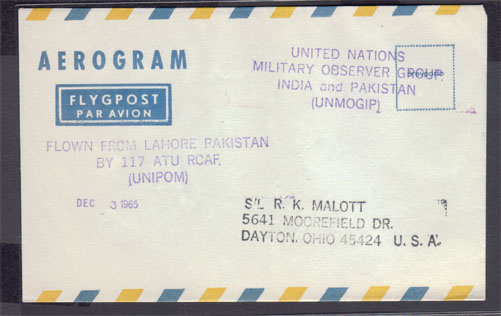 AEROGRAM
FLYGPOST
PAR AVION
UNITED NATIONS
MILITARY OBSERVER GROUP
INDIA and PAKISTAN
(UNMOGIP)
FLOWN FROM LAHORE PAKISTAN
BY 117 ATU RCAF,
(UNIPOM)
DEC 3 1965
S/L R. K. MALOTT
5641 MOOREFIELD DR.
DAYTON, OHIO 45424 U. S. A.